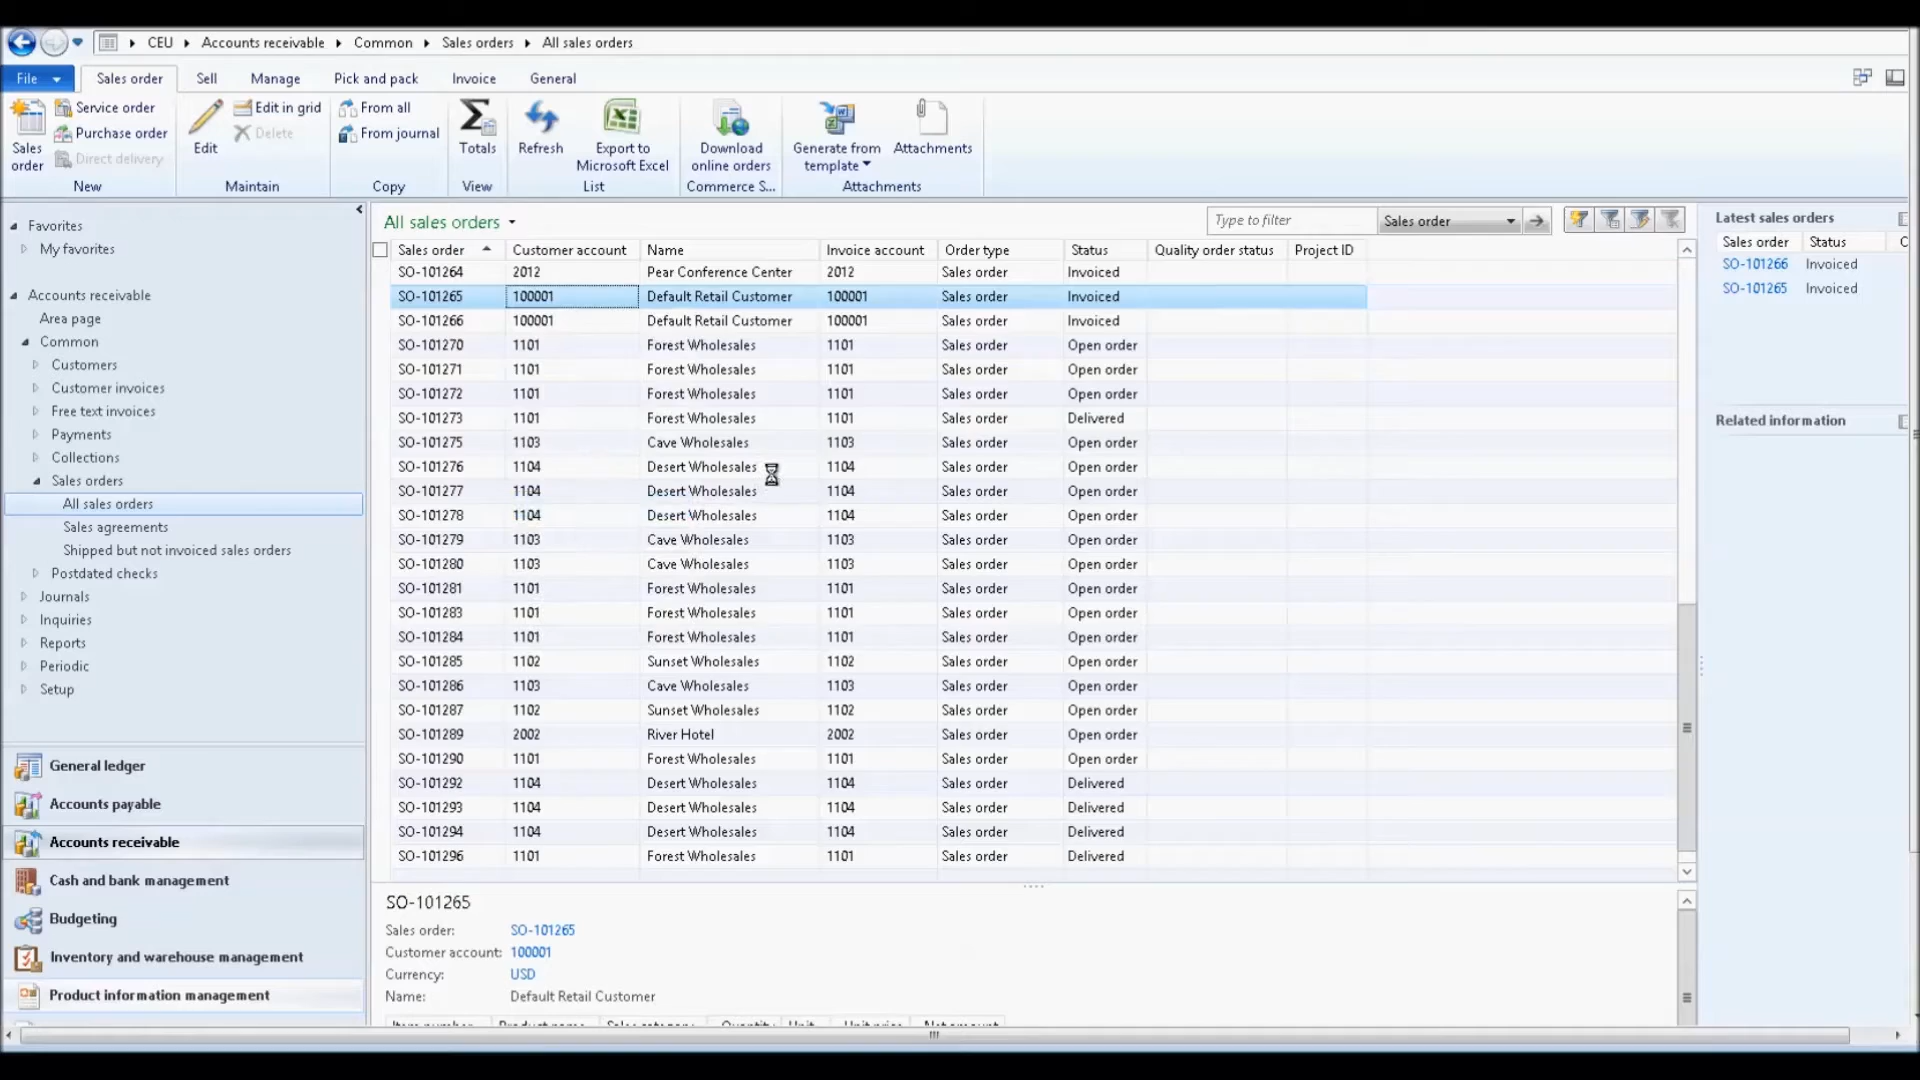 CEU Accounts receivable Common Sales orders All sales orders
File Sales order Sell Manage Pick and pack Invoice General
Sales order
Service order
Purchase order
Direct delivery
New
Edit
Edit in grid
Delete
Maintain
From all
From journal
Copy
Totals
View
Refresh
Export to Microsoft Excel
List
Download online orders
Commerce S...
Generate from template
Attachments
Attachments
Favorites
My favorites
Accounts receivable
Area page
Common
Customers
Customer invoices
Free text invoices
Payments
Collections
Sales orders
All sales orders
Sales agreements
Shipped but not invoiced sales orders
Postdated checks
Journals
Inquiries
Reports
Periodic
Setup
General ledger
Accounts payable
Accounts receivable
Cash and bank management
Budgeting
Inventory and warehouse management
Product information management
All sales orders
Type to filter Sales order
Sales order Customer account Name Invoice account Order type Status Quality order status Project ID
SO-101264 2012 Pear Conference Center 2012 Sales order Invoiced
SO-101265 100001 Default Retail Customer 100001 Sales order Invoiced
SO-101266 100001 Default Retail Customer 100001 Sales order Invoiced
SO-101270 1101 Forest Wholesales 1101 Sales order Open order
SO-101271 1101 Forest Wholesales 1101 Sales order Open order
SO-101272 1101 Forest Wholesales 1101 Sales order Open order
SO-101273 1101 Forest Wholesales 1101 Sales order Delivered
SO-101275 1103 Cave Wholesales 1103 Sales order Open order
SO-101276 1104 Desert Wholesales 1104 Sales order Open order
SO-101277 1104 Desert Wholesales 1104 Sales order Open order
SO-101278 1104 Desert Wholesales 1104 Sales order Open order
SO-101279 1103 Cave Wholesales 1103 Sales order Open order
SO-101280 1103 Cave Wholesales 1103 Sales order Open order
SO-101281 1101 Forest Wholesales 1101 Sales order Open order
SO-101283 1101 Forest Wholesales 1101 Sales order Open order
SO-101284 1101 Forest Wholesales 1101 Sales order Open order
SO-101285 1102 Sunset Wholesales 1102 Sales order Open order
SO-101286 1103 Cave Wholesales 1103 Sales order Open order
SO-101287 1102 Sunset Wholesales 1102 Sales order Open order
SO-101289 2002 River Hotel 2002 Sales order Open order
SO-101290 1101 Forest Wholesales 1101 Sales order Open order
SO-101292 1104 Desert Wholesales 1104 Sales order Delivered
SO-101293 1104 Desert Wholesales 1104 Sales order Delivered
SO-101294 1104 Desert Wholesales 1104 Sales order Delivered
SO-101296 1101 Forest Wholesales 1101 Sales order Delivered
SO-101265
Sales order: SO-101265
Customer account: 100001
Currency: USD
Name: Default Retail Customer
Item number Product name Sales category Quantity Unit Unit price Net amount
Latest sales orders
Sales order Status
SO-101266 Invoiced
SO-101265 Invoiced
Related information